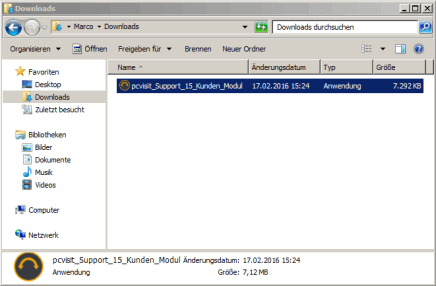 Downloads
Marco Downloads Downloads durchsuchen
Organisieren Öffnen Freigeben für Brennen Neuer Ordner
Favoriten
Desktop
Downloads
Zuletzt besucht
Bibliotheken
Bilder
Dokumente
Musik
Videos
Computer
Netzwerk
Name Änderungsdatum Typ Größe
pcvisit_Support_15_Kunden_Modul 17.02.2016 15:24 Anwendung 7.292 KB
pcvisit_Support_15_Kunden_Modul Änderungsdatum: 17.02.2016 15:24
Anwendung Größe: 7,12 MB